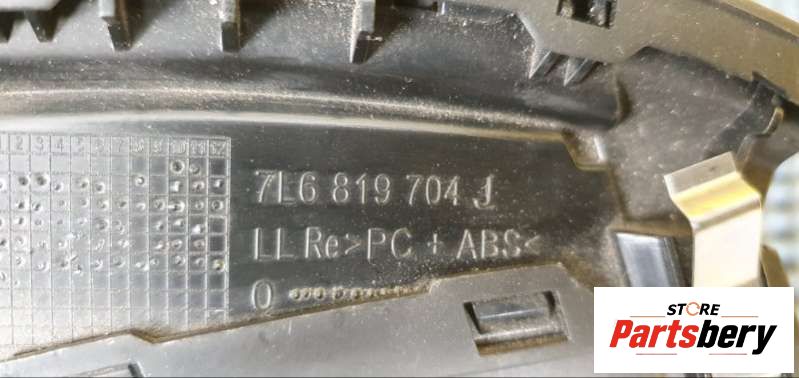 1 2 3 4 5 6 7 8 9 10 11 12
7L6 819 704 J
LL Re>PC + ABS<
0
STORE
Partsbery